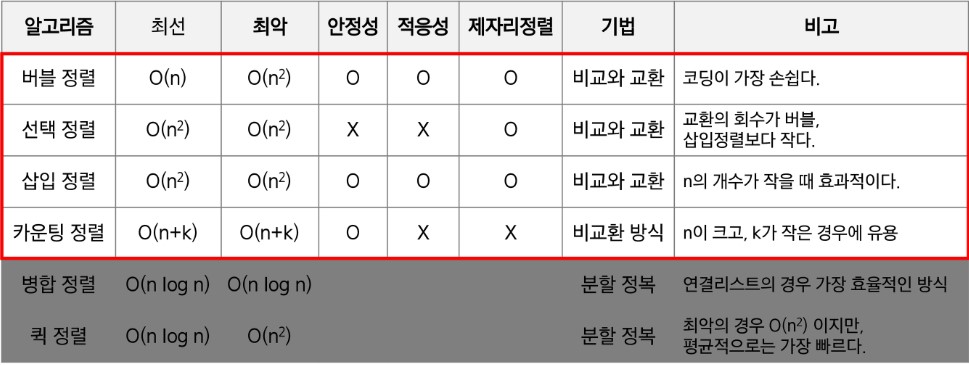 알고리즘 최선 최악 안정성 적응성 제자리정렬 기법 비고
버블 정렬 O(n) O(n²) O O O 비교와 교환 코딩이 가장 손쉽다.
선택 정렬 O(n²) O(n²) X X O 비교와 교환 교환의 회수가 버블,
삽입정렬보다 작다.
삽입 정렬 O(n²) O(n²) O O O 비교와 교환 n의 개수가 작을 때 효과적이다.
카운팅 정렬 O(n+k) O(n+k) O X X 비교환 방식 n이 크고, k가 작은 경우에 유용
병합 정렬 O(n log n) O(n log n) 분할 정복 연결리스트의 경우 가장 효율적인 방식
퀵 정렬 O(n log n) O(n²) 분할 정복 최악의 경우 O(n²) 이지만,
평균적으로는 가장 빠르다.